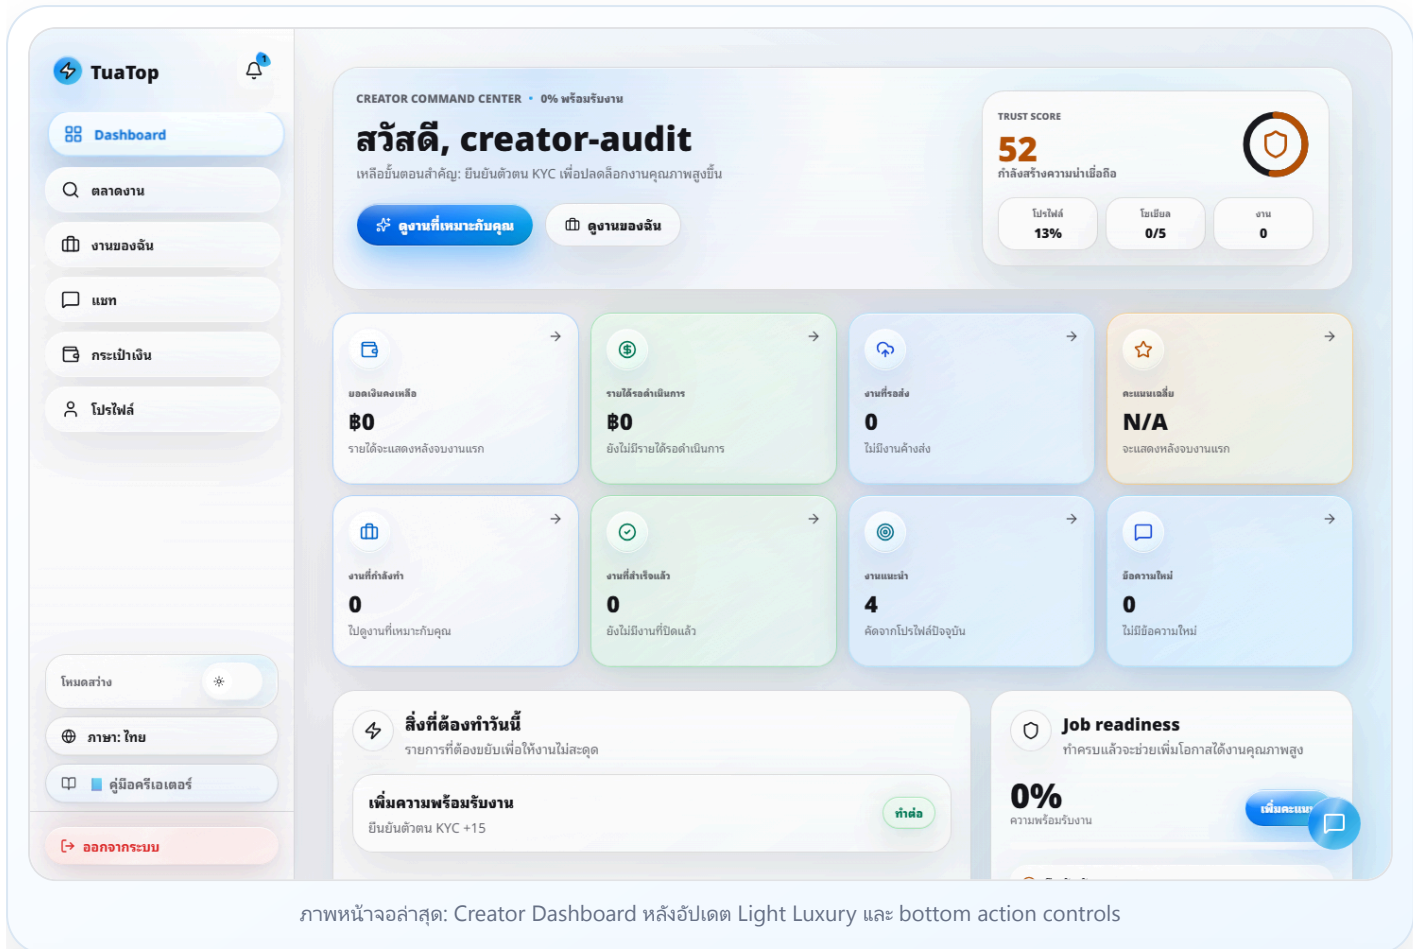 TuaTop
1
Dashboard
ตลาดงาน
งานของฉัน
แชท
กระเป๋าเงิน
โปรไฟล์
โหมดสว่าง
ภาษา: ไทย
📘 คู่มือครีเอเตอร์
ออกจากระบบ
CREATOR COMMAND CENTER • 0% พร้อมรับงาน
สวัสดี, creator-audit
เหลือขั้นตอนสำคัญ: ยืนยันตัวตน KYC เพื่อปลดล็อกงานคุณภาพสูงขึ้น
ดูงานที่เหมาะกับคุณ
ดูงานของฉัน
TRUST SCORE
52
กำลังสร้างความน่าเชื่อถือ
โปรไฟล์
13%
โซเชียล
0/5
งาน
0
ยอดเงินคงเหลือ
฿0
รายได้จะแสดงหลังจบงานแรก
รายได้รอดำเนินการ
฿0
ยังไม่มีรายได้รอดำเนินการ
งานที่รอส่ง
0
ไม่มีงานค้างส่ง
คะแนนเฉลี่ย
N/A
จะแสดงหลังจบงานแรก
งานที่กำลังทำ
0
ไปดูงานที่เหมาะกับคุณ
งานที่สำเร็จแล้ว
0
ยังไม่มีงานที่ปิดแล้ว
งานแนะนำ
4
คัดจากโปรไฟล์ปัจจุบัน
ข้อความใหม่
0
ไม่มีข้อความใหม่
สิ่งที่ต้องทำวันนี้
รายการที่ต้องขยับเพื่อให้งานไม่สะดุด
เพิ่มความพร้อมรับงาน
ยืนยันตัวตน KYC +15
ทำต่อ
Job readiness
ทำครบแล้วจะช่วยเพิ่มโอกาสได้งานคุณภาพสูง
0%
ความพร้อมรับงาน
ภาพหน้าจอล่าสุด: Creator Dashboard หลังอัปเดต Light Luxury และ bottom action controls